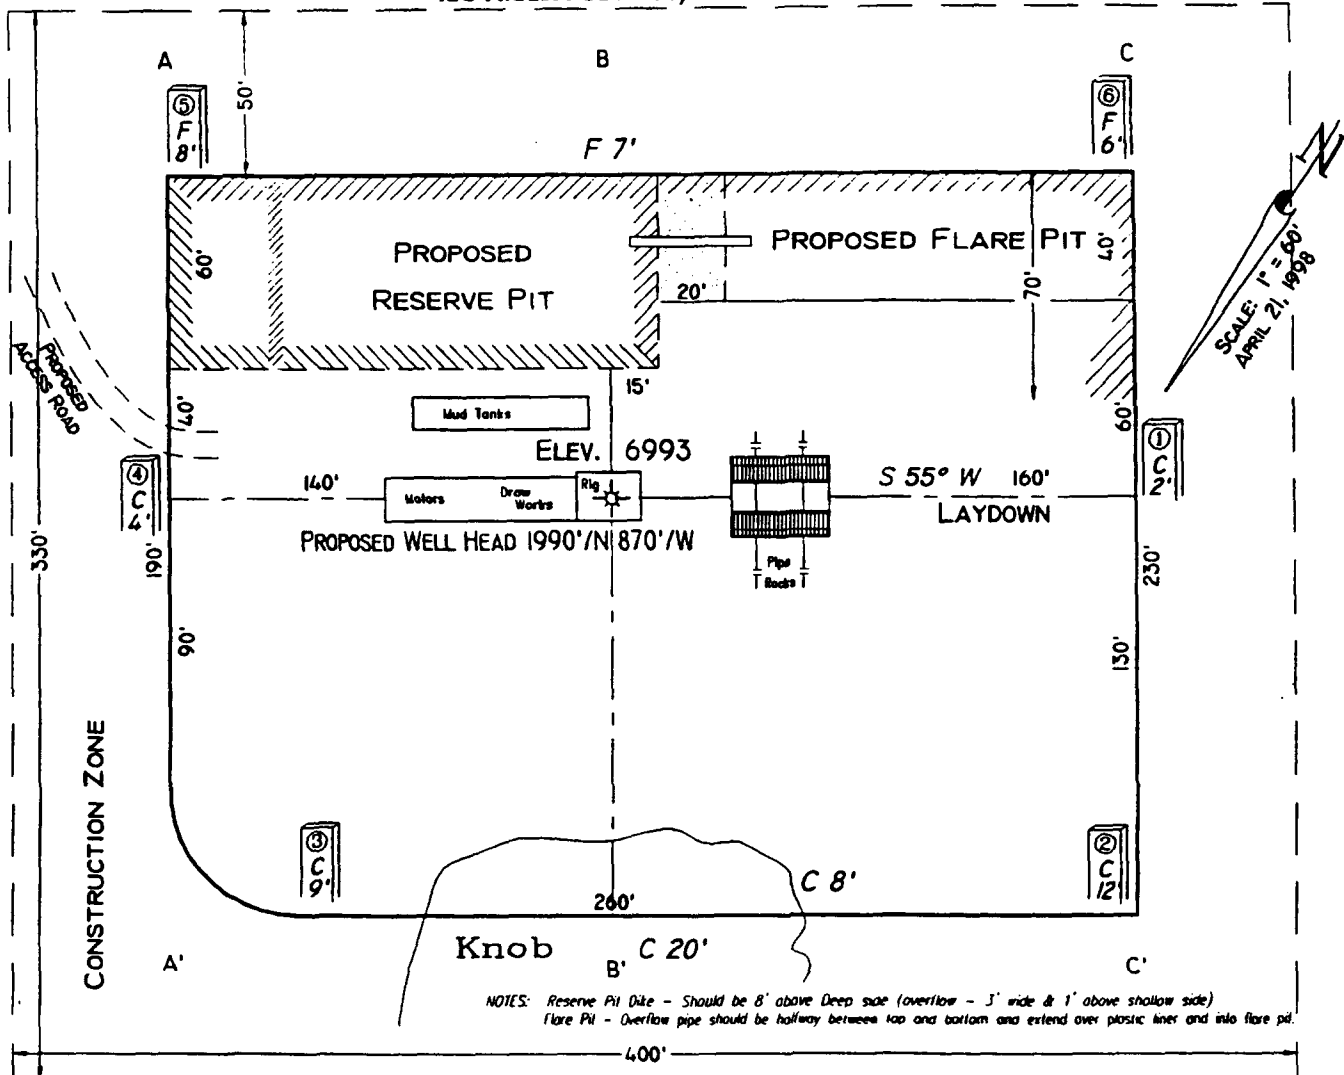 A
B
C
⑤
F
8'
50'
F 7'
⑥
F
6'
N
60'
PROPOSED
RESERVE PIT
PROPOSED FLARE PIT
40'
70'
20'
SCALE: 1" = 60'
APRIL 21, 1998
PROPOSED
ACCESS ROAD
40'
15'
Mud Tanks
60'
ELEV. 6993
①
C
2'
④
C
4'
140'
Motors
Draw
Works
Rig
S 55° W 160'
LAYDOWN
PROPOSED WELL HEAD 1990'/N 870'/W
Pipe
Racks
330'
190'
230'
90'
130'
CONSTRUCTION ZONE
③
C
9'
C 8'
②
C
12'
260'
Knob
C 20'
A'
B'
C'
NOTES: Reserve Pit Dike - Should be 8' above Deep side (overflow - 3' wide & 1' above shallow side)
Flare Pit - Overflow pipe should be halfway between top and bottom and extend over plastic liner and into flare pit.
400'